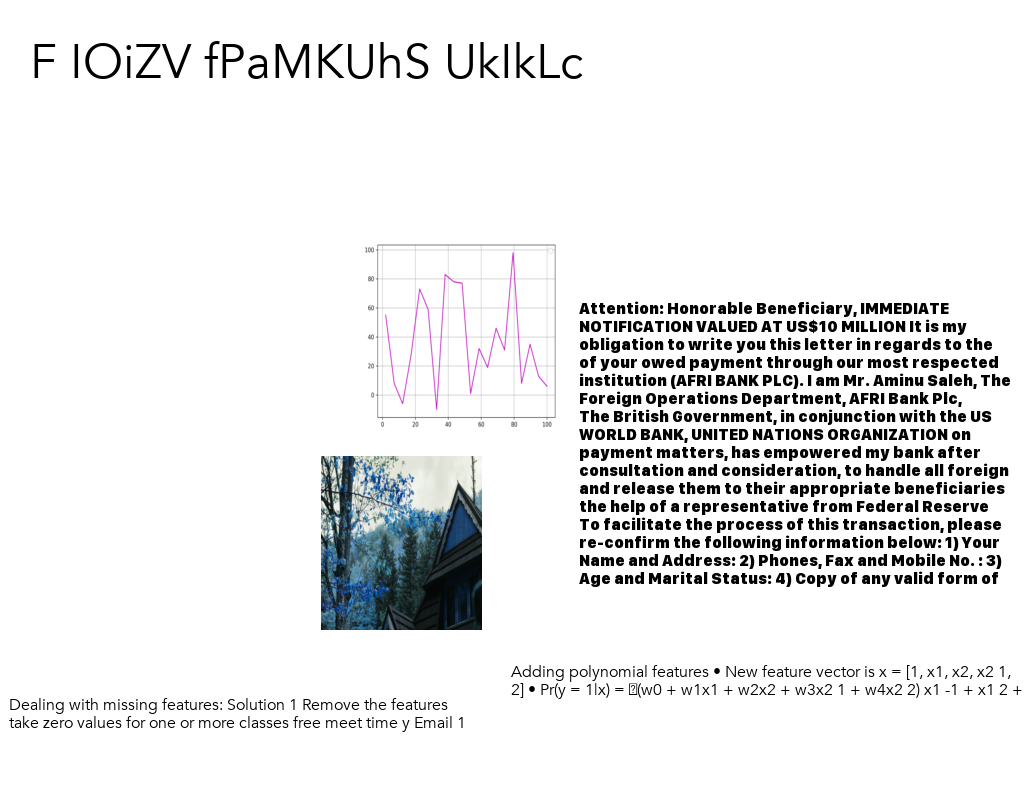 F IOiZV fPaMKUhS UkIkLc
100
80
60
40
20
0
0 20 40 60 80 100
Attention: Honorable Beneficiary, IMMEDIATE
NOTIFICATION VALUED AT US$10 MILLION It is my
obligation to write you this letter in regards to the
of your owed payment through our most respected
institution (AFRI BANK PLC). I am Mr. Aminu Saleh, The
Foreign Operations Department, AFRI Bank Plc,
The British Government, in conjunction with the US
WORLD BANK, UNITED NATIONS ORGANIZATION on
payment matters, has empowered my bank after
consultation and consideration, to handle all foreign
and release them to their appropriate beneficiaries
the help of a representative from Federal Reserve
To facilitate the process of this transaction, please
re-confirm the following information below: 1) Your
Name and Address: 2) Phones, Fax and Mobile No. : 3)
Age and Marital Status: 4) Copy of any valid form of
Adding polynomial features • New feature vector is x = [1, x1, x2, x2 1,
2] • Pr(y = 1|x) = (w0 + w1x1 + w2x2 + w3x2 1 + w4x2 2) x1 -1 + x1 2 +
Dealing with missing features: Solution 1 Remove the features
take zero values for one or more classes free meet time y Email 1